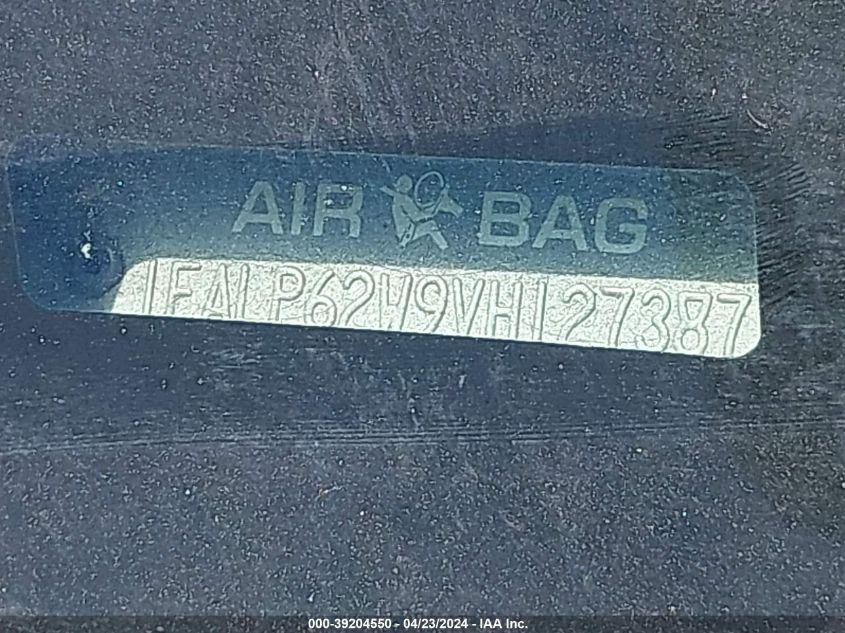 AIR BAG
1FALP62W9VH127387
000-39204550 - 04/23/2024 - IAA Inc.